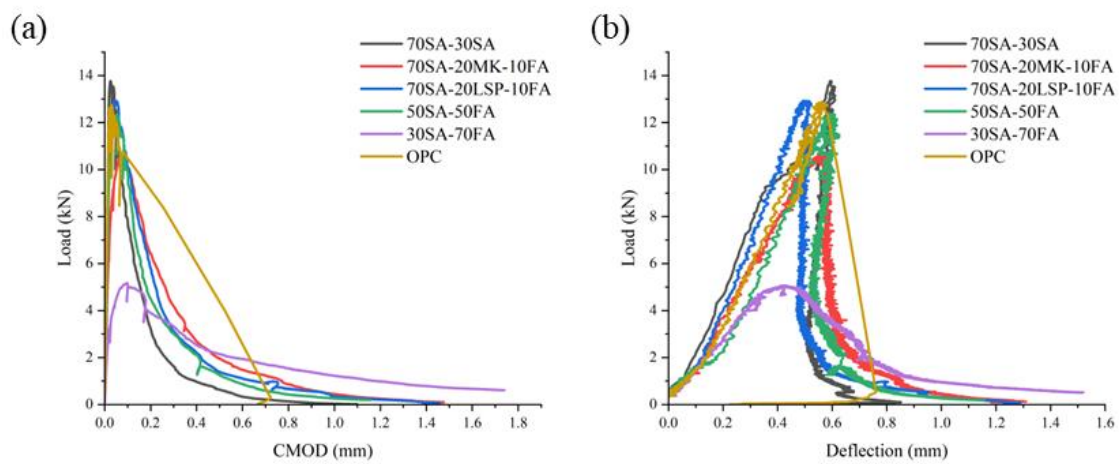 (a)
70SA-30SA
70SA-20MK-10FA
70SA-20LSP-10FA
50SA-50FA
30SA-70FA
OPC
Load (kN)
14
12
10
8
6
4
2
0
0.0 0.2 0.4 0.6 0.8 1.0 1.2 1.4 1.6 1.8
CMOD (mm)
(b)
70SA-30SA
70SA-20MK-10FA
70SA-20LSP-10FA
50SA-50FA
30SA-70FA
OPC
Load (kN)
14
12
10
8
6
4
2
0
0.0 0.2 0.4 0.6 0.8 1.0 1.2 1.4 1.6
Deflection (mm)